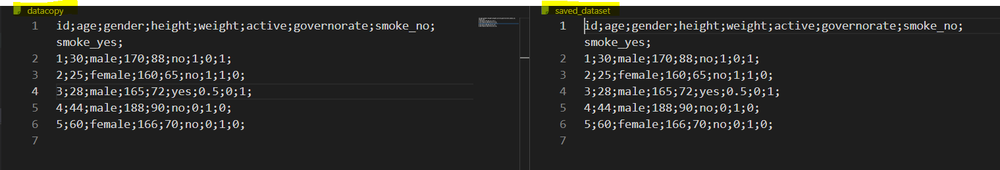 datacopy
1 id;age;gender;height;weight;active;governorate;smoke_no;
smoke_yes;
2 1;30;male;170;88;no;1;0;1;
3 2;25;female;160;65;no;1;1;0;
4 3;28;male;165;72;yes;0.5;0;1;
5 4;44;male;188;90;no;0;1;0;
6 5;60;female;166;70;no;0;1;0;
7
saved_dataset
1 id;age;gender;height;weight;active;governorate;smoke_no;
smoke_yes;
2 1;30;male;170;88;no;1;0;1;
3 2;25;female;160;65;no;1;1;0;
4 3;28;male;165;72;yes;0.5;0;1;
5 4;44;male;188;90;no;0;1;0;
6 5;60;female;166;70;no;0;1;0;
7